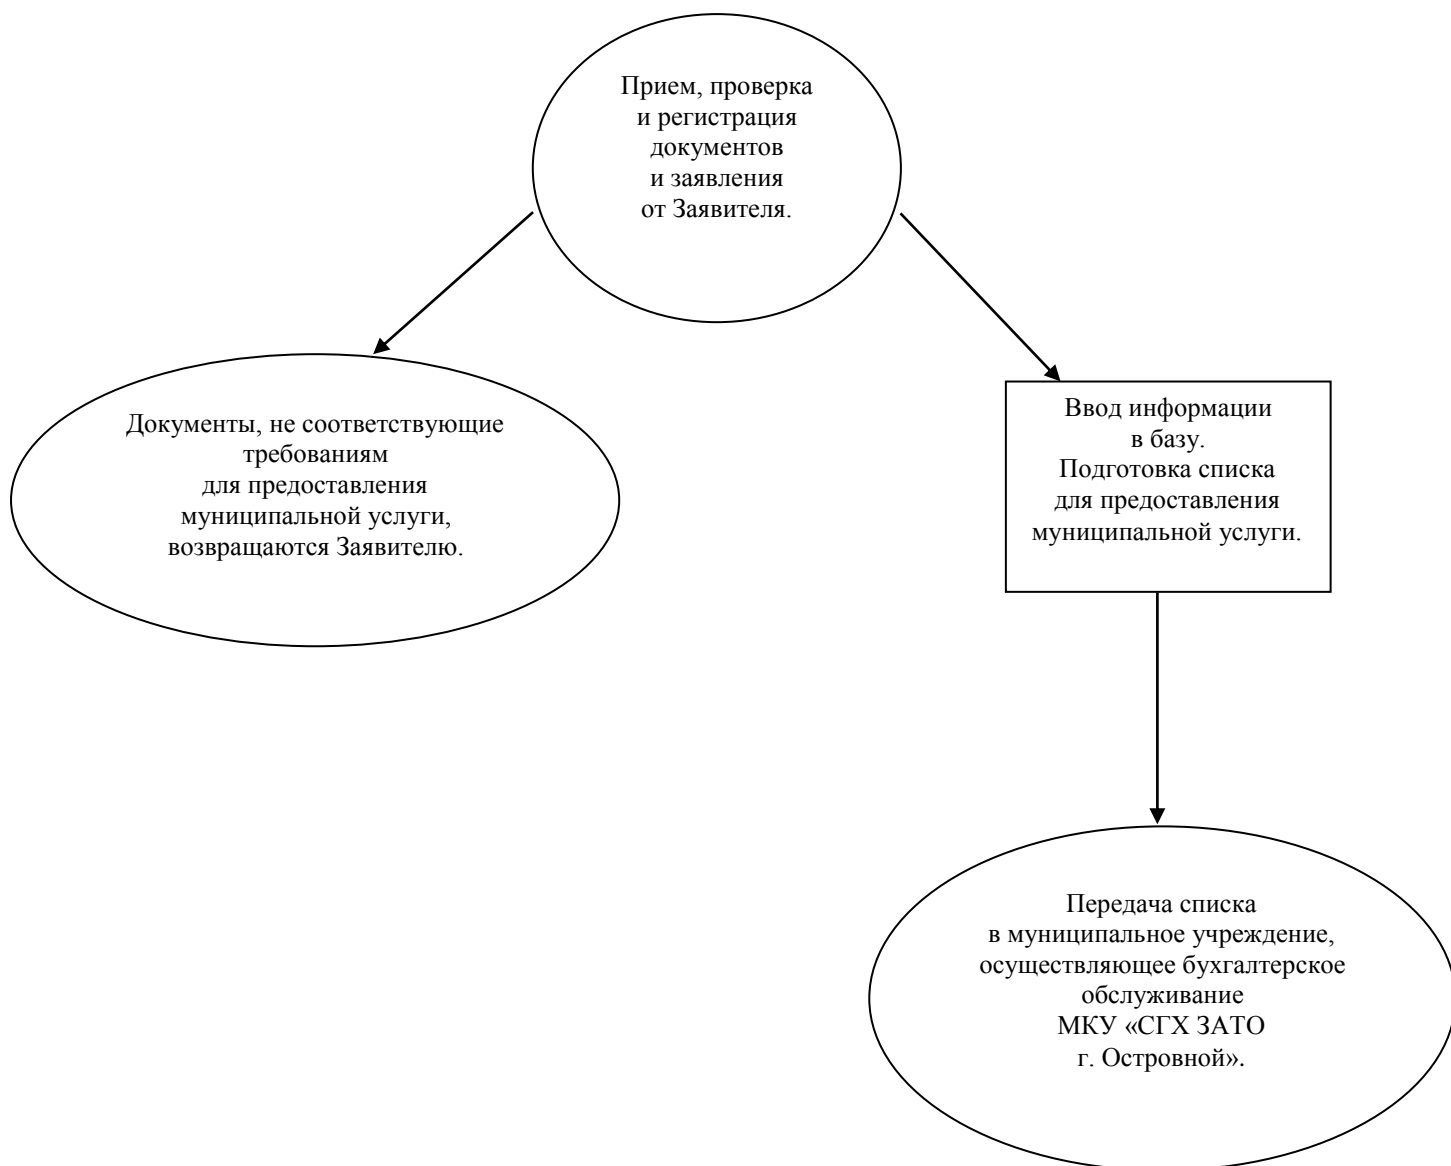 Прием, проверка
и регистрация
документов
и заявления
от Заявителя.
Документы, не соответствующие
требованиям
для предоставления
муниципальной услуги,
возвращаются Заявителю.
Ввод информации
в базу.
Подготовка списка
для предоставления
муниципальной услуги.
Передача списка
в муниципальное учреждение,
осуществляющее бухгалтерское
обслуживание
МКУ «СГХ ЗАТО
г. Островной».